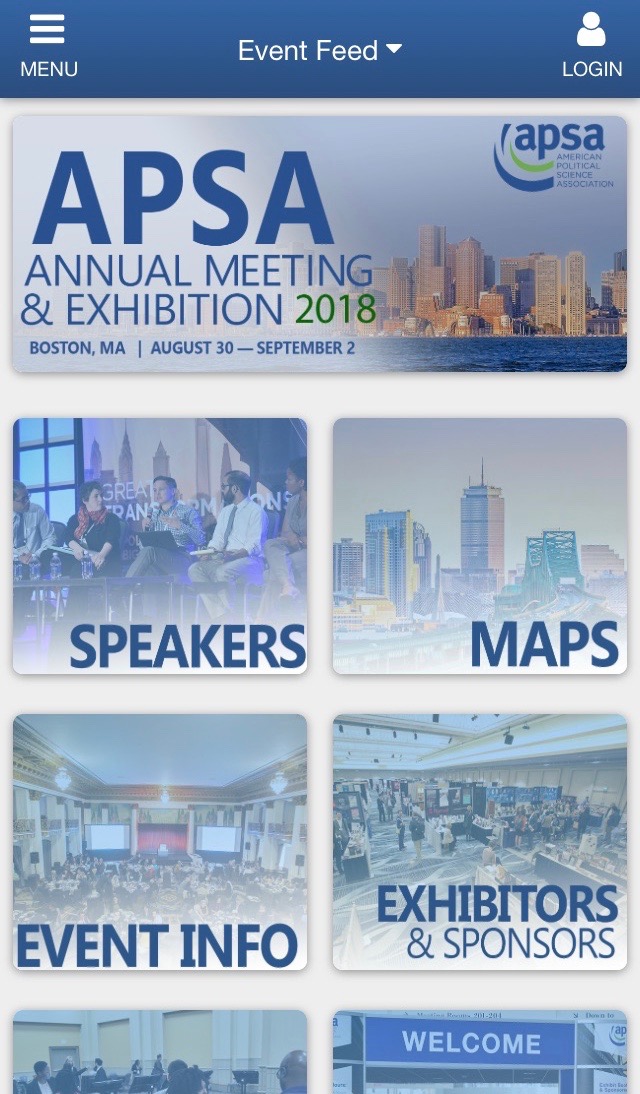 Event Feed
MENU
LOGIN
apsa
AMERICAN
POLITICAL
SCIENCE
ASSOCIATION
APSA
ANNUAL MEETING
& EXHIBITION 2018
BOSTON, MA | AUGUST 30 — SEPTEMBER 2
GREAT
SPEAKERS
MAPS
EVENT INFO
EXHIBITORS
& SPONSORS
WELCOME